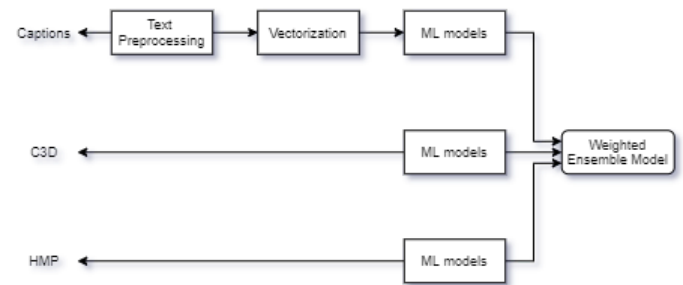 Captions
Text
Preprocessing
Vectorization
ML models
C3D
ML models
Weighted
Ensemble Model
HMP
ML models